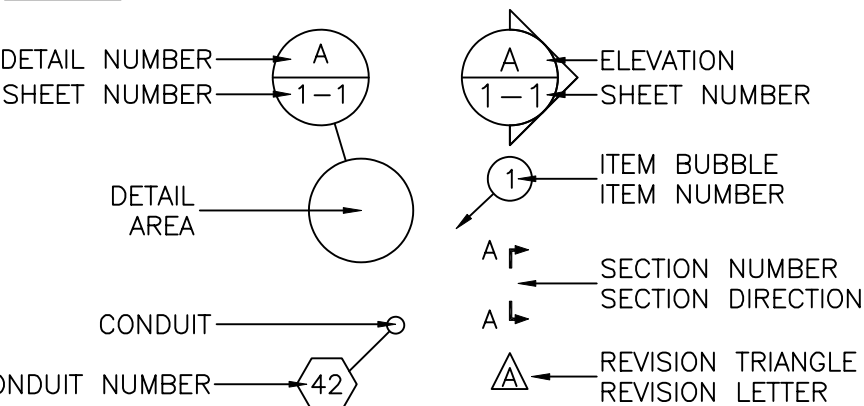 DETAIL NUMBER
SHEET NUMBER
A
1-1
DETAIL
AREA
CONDUIT
ONDUIT NUMBER
42
A
1-1
ELEVATION
SHEET NUMBER
1
ITEM BUBBLE
ITEM NUMBER
A
A
SECTION NUMBER
SECTION DIRECTION
A
REVISION TRIANGLE
REVISION LETTER